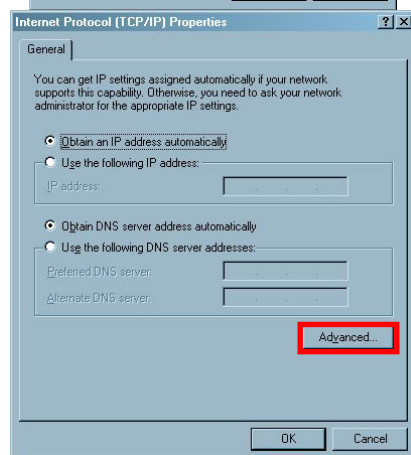 Internet Protocol (TCP/IP) Properties
General
You can get IP settings assigned automatically if your network
supports this capability. Otherwise, you need to ask your network
administrator for the appropriate IP settings.
Obtain an IP address automatically
Use the following IP address:
IP address:
Obtain DNS server address automatically
Use the following DNS server addresses:
Preferred DNS server:
Alternate DNS server:
Advanced...
OK
Cancel